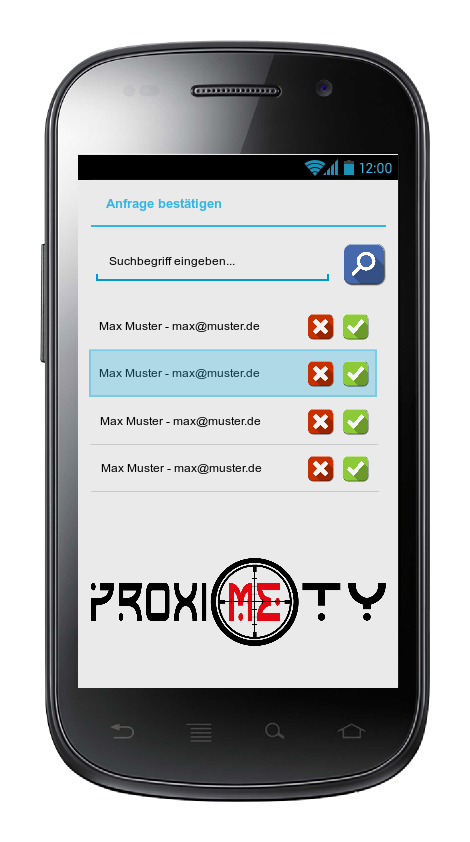 12:00
Anfrage bestätigen
Suchbegriff eingeben...
Max Muster - max@muster.de
Max Muster - max@muster.de
Max Muster - max@muster.de
Max Muster - max@muster.de
PROXIMETY